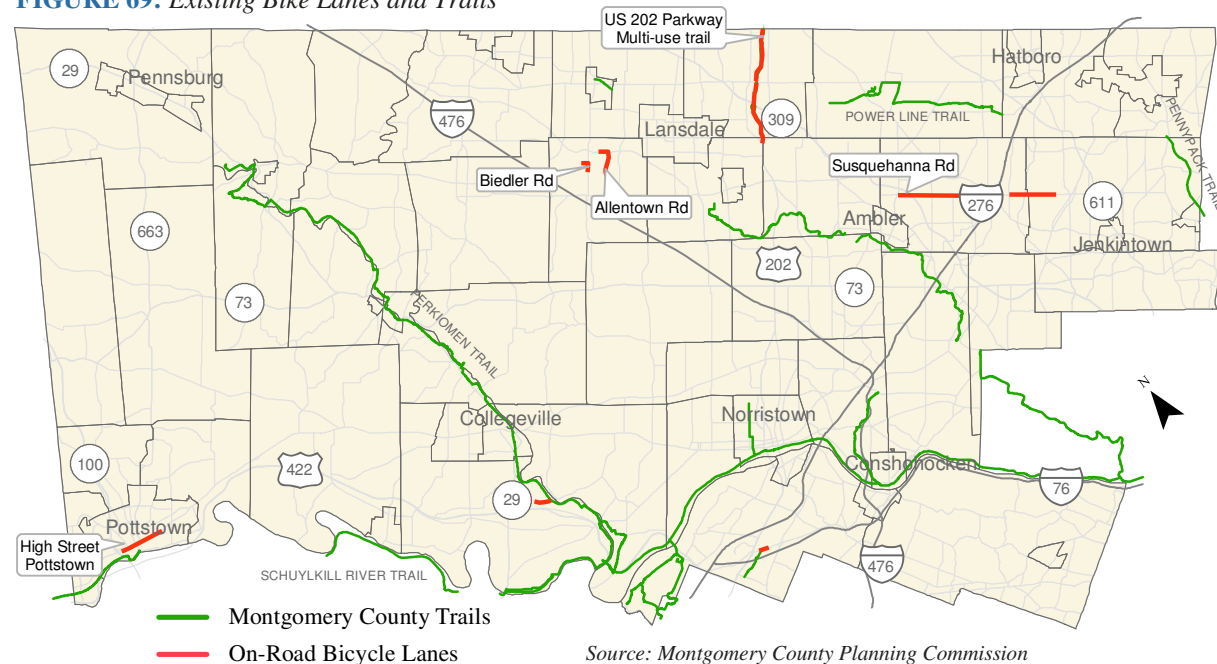 FIGURE 69: Existing Bike Lanes and Trails
US 202 Parkway
Multi-use trail
29
Pennsburg
Hatboro
476
309
Lansdale
POWER LINE TRAIL
PENNYPACK TRAIL
Biedler Rd
Allentown Rd
Susquehanna Rd
276
611
663
Ambler
Jenkintown
202
73
73
PERKIOMEN TRAIL
N
Collegeville
Norristown
100
422
29
Conshohocken
76
Pottstown
High Street
Pottstown
SCHUYLKILL RIVER TRAIL
476
Montgomery County Trails
On-Road Bicycle Lanes
Source: Montgomery County Planning Commission